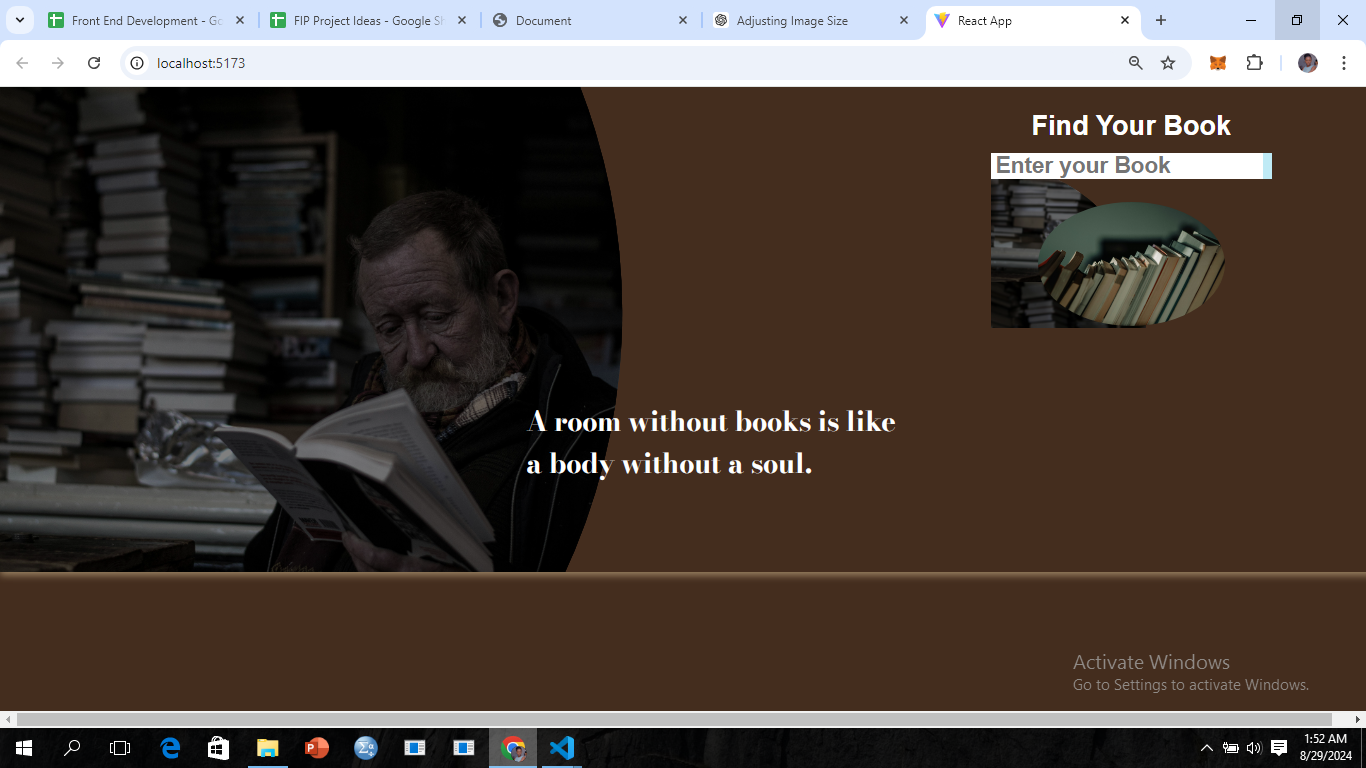 Front End Development - Go
FIP Project Ideas - Google Sh
Document
Adjusting Image Size
React App
localhost:5173
Find Your Book
Enter your Book
A room without books is like
a body without a soul.
Activate Windows
Go to Settings to activate Windows.
1:52 AM
8/29/2024